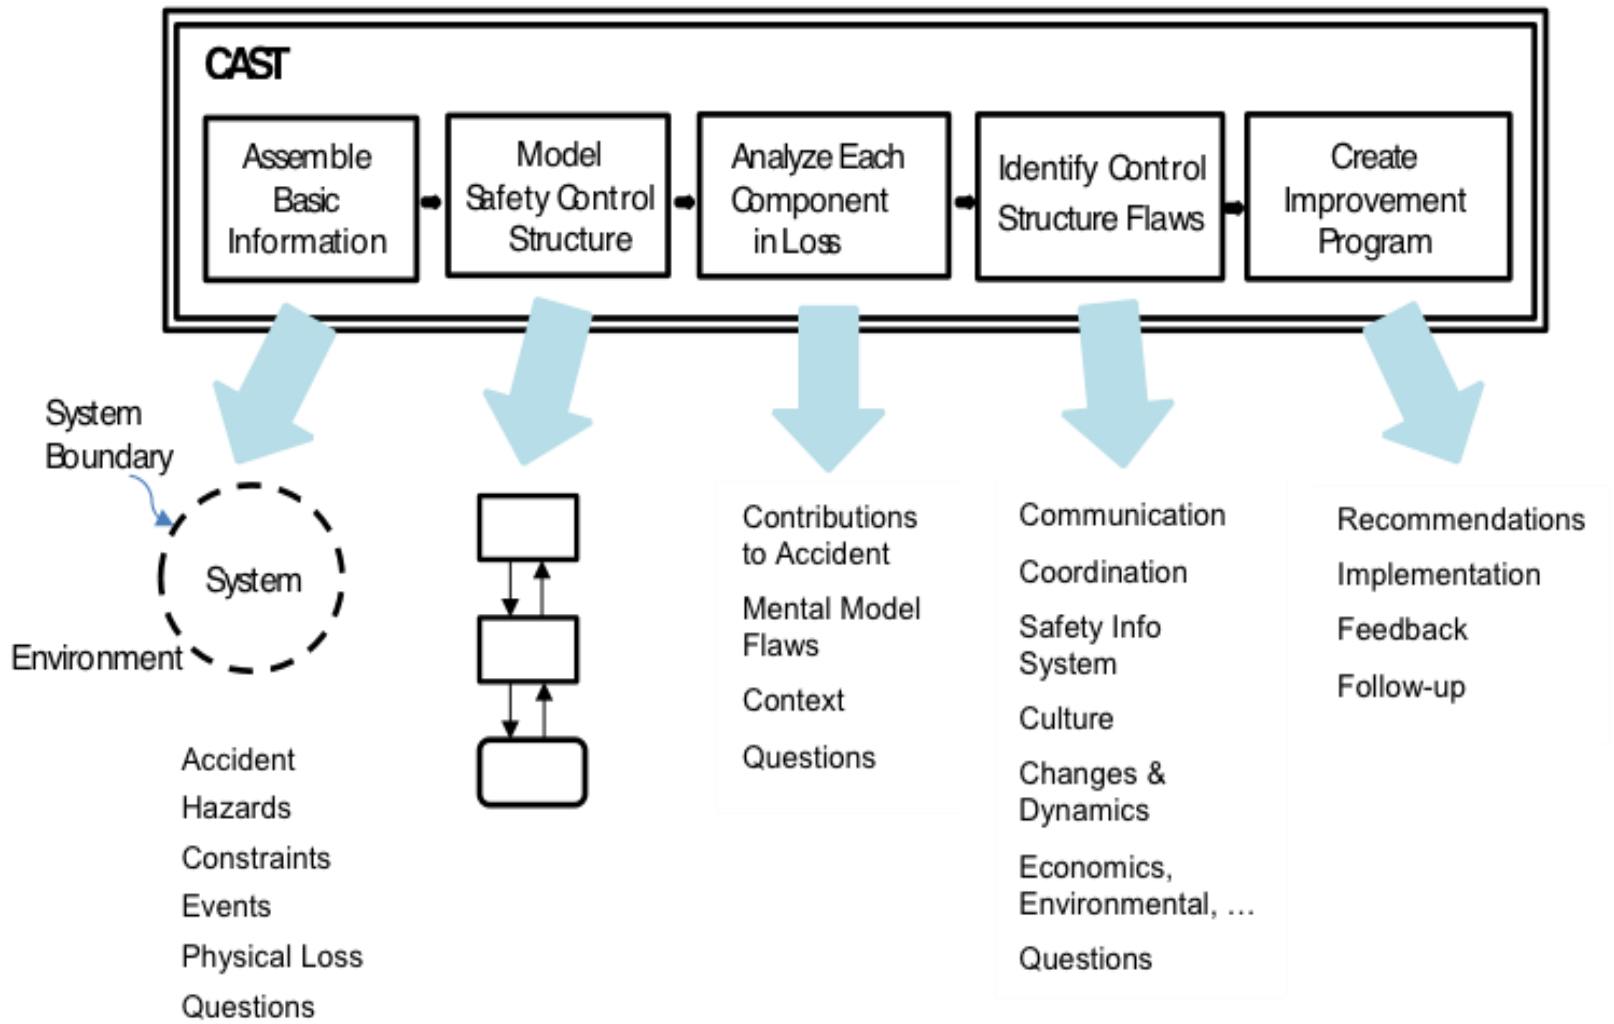 CAST
Assemble
Basic
Information
Model
Safety Control
Structure
Analyze Each
Component
in Loss
Identify Control
Structure Flaws
Create
Improvement
Program
System
Boundary
System
Environment
Accident
Hazards
Constraints
Events
Physical Loss
Questions
Contributions
to Accident
Mental Model
Flaws
Context
Questions
Communication
Coordination
Safety Info
System
Culture
Changes &
Dynamics
Economics,
Environmental, …
Questions
Recommendations
Implementation
Feedback
Follow-up